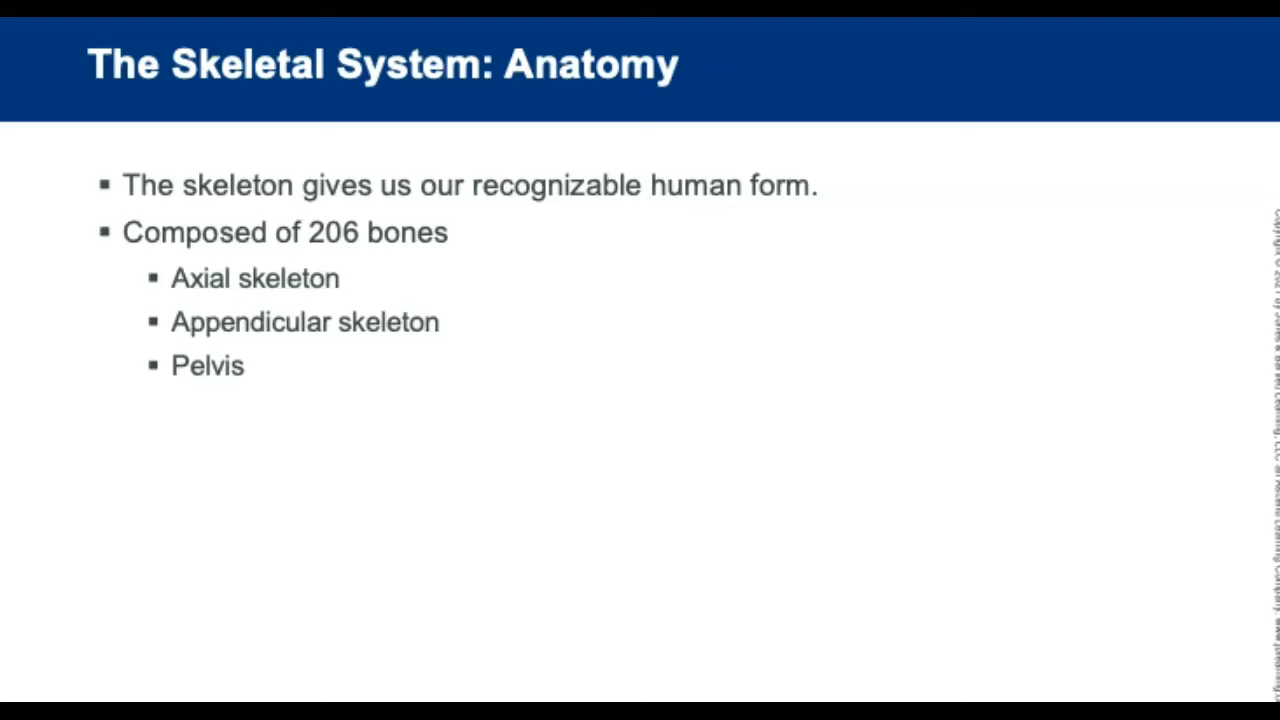 The Skeletal System: Anatomy
▪ The skeleton gives us our recognizable human form.
▪ Composed of 206 bones
▪ Axial skeleton
▪ Appendicular skeleton
▪ Pelvis